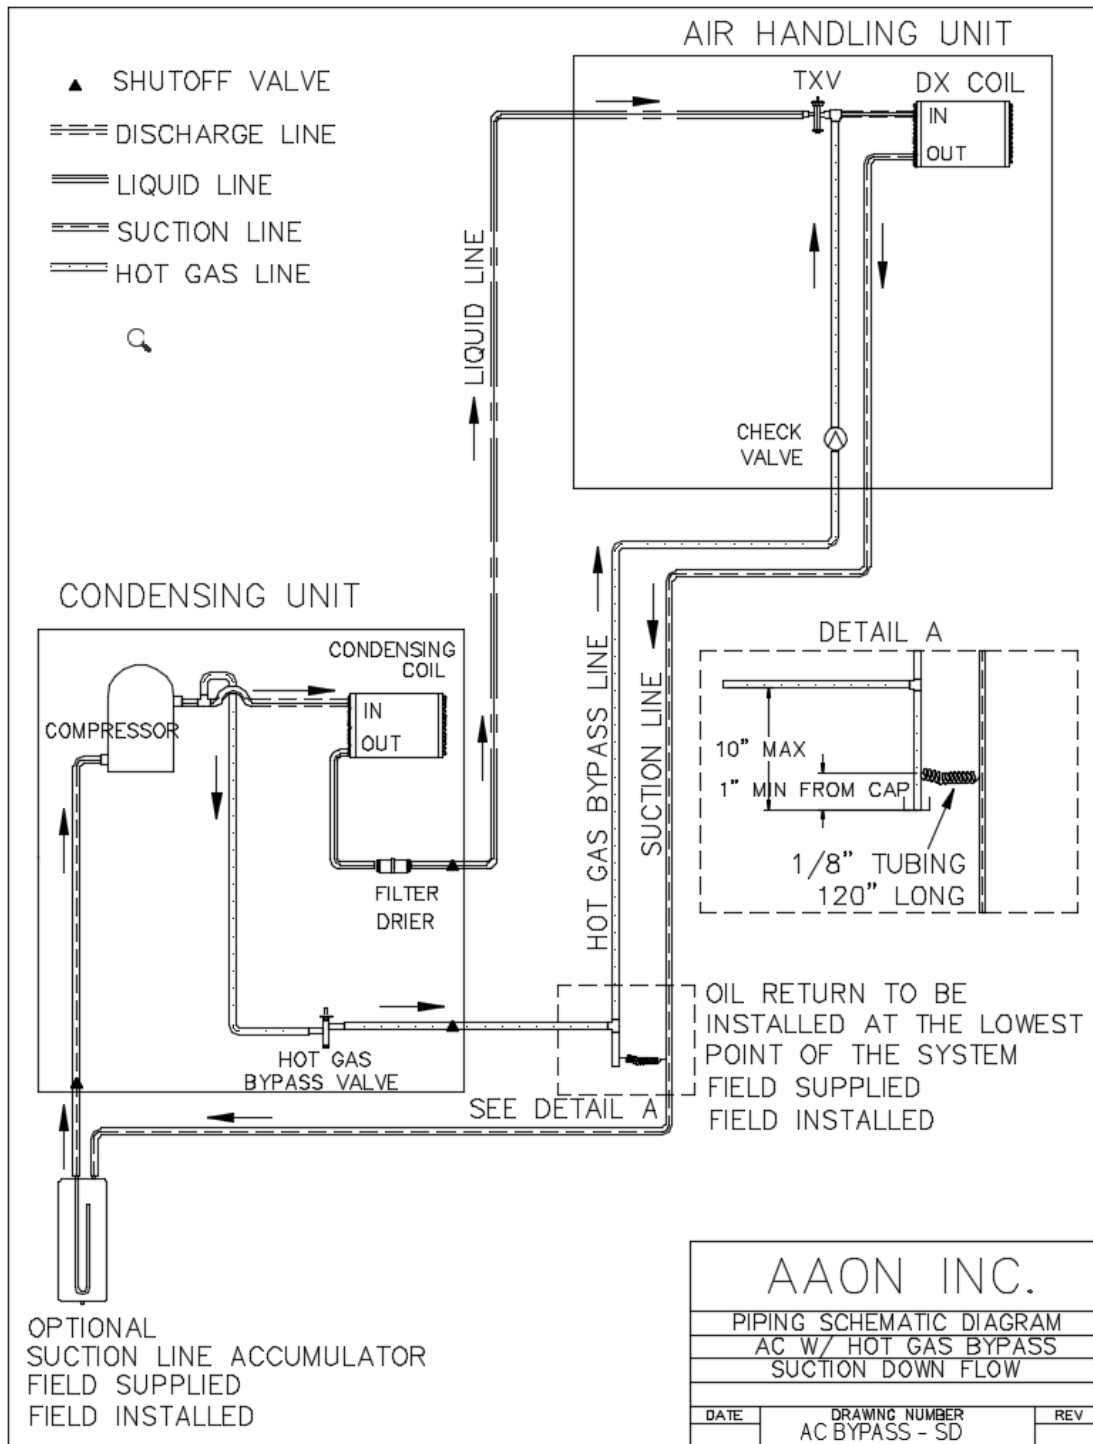 AIR HANDLING UNIT
SHUTOFF VALVE
DISCHARGE LINE
LIQUID LINE
SUCTION LINE
HOT GAS LINE
TXV
DX COIL
IN
OUT
LIQUID LINE
CHECK
VALVE
CONDENSING UNIT
CONDENSING
COIL
COMPRESSOR
IN
OUT
FILTER
DRIER
HOT GAS
BYPASS VALVE
HOT GAS BYPASS LINE
SUCTION LINE
DETAIL A
10" MAX
1" MIN FROM CAP
1/8" TUBING
120" LONG
OIL RETURN TO BE
INSTALLED AT THE LOWEST
POINT OF THE SYSTEM
FIELD SUPPLIED
FIELD INSTALLED
SEE DETAIL A
OPTIONAL
SUCTION LINE ACCUMULATOR
FIELD SUPPLIED
FIELD INSTALLED
AAON INC.
PIPING SCHEMATIC DIAGRAM
AC W/ HOT GAS BYPASS
SUCTION DOWN FLOW
DATE
DRAWING NUMBER
REV
AC BYPASS - SD